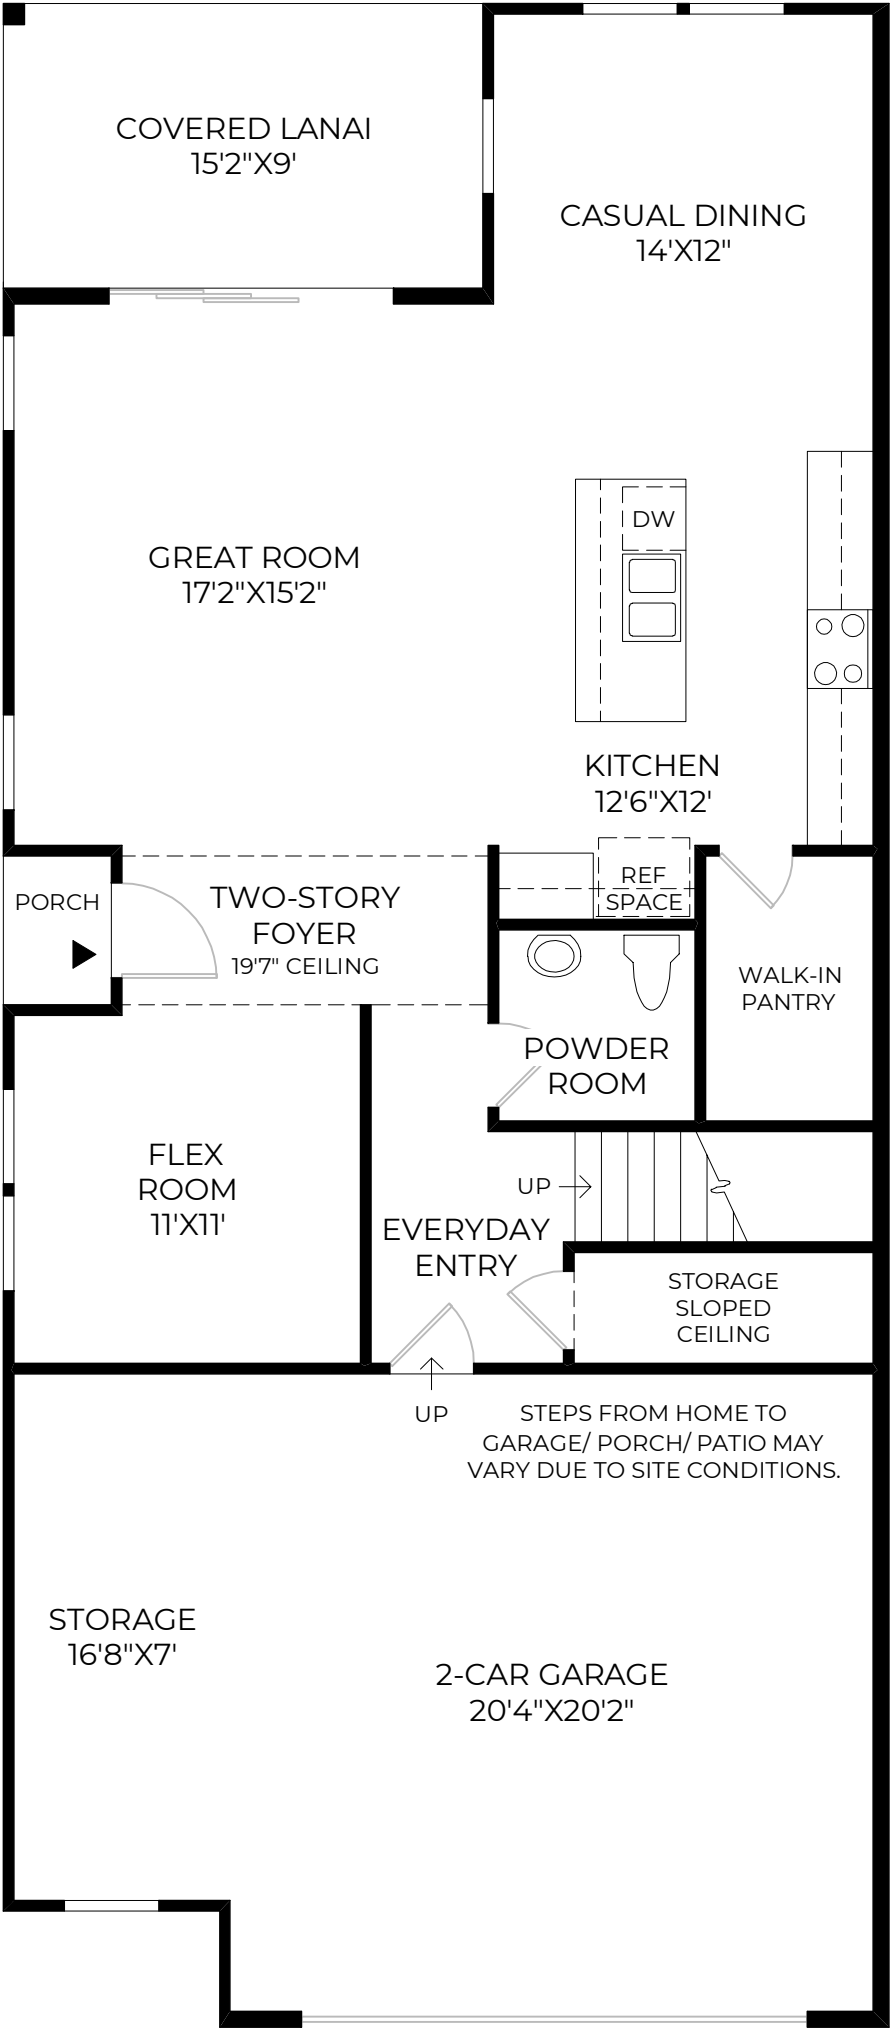 COVERED LANAI
15'2"X9'
CASUAL DINING
14'X12"
GREAT ROOM
17'2"X15'2"
DW
KITCHEN
12'6"X12'
REF
SPACE
PORCH
TWO-STORY
FOYER
19'7" CEILING
WALK-IN
PANTRY
POWDER
ROOM
FLEX
ROOM
11'X11'
UP
EVERYDAY
ENTRY
STORAGE
SLOPED
CEILING
UP
STEPS FROM HOME TO
GARAGE/ PORCH/ PATIO MAY
VARY DUE TO SITE CONDITIONS.
STORAGE
16'8"X7'
2-CAR GARAGE
20'4"X20'2"